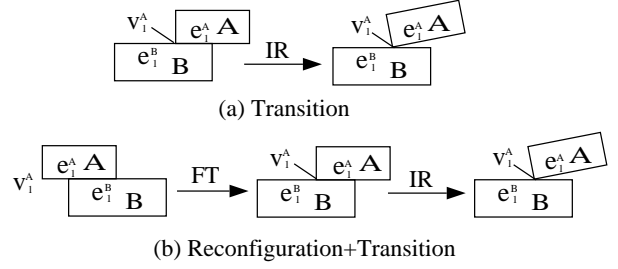 v₁ᴬ e₁ᴬ A
e₁ᴮ B
IR
v₁ᴬ e₁ᴬ A
e₁ᴮ B
(a) Transition
v₁ᴬ e₁ᴬ A
e₁ᴮ B
FT
v₁ᴬ e₁ᴬ A
e₁ᴮ B
IR
v₁ᴬ e₁ᴬ A
e₁ᴮ B
(b) Reconfiguration+Transition